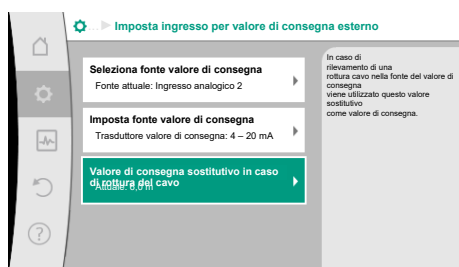 Imposta ingresso per valore di consegna esterno
Seleziona fonte valore di consegna
Fonte attuale: Ingresso analogico 2
Imposta fonte valore di consegna
Trasduttore valore di consegna: 4 – 20 mA
Valore di consegna sostitutivo in caso
di rottura del cavo
Attuale: 0,0 m
In caso di
rilevamento di una
rottura cavo nella fonte del valore di
consegna
viene utilizzato questo valore
sostitutivo
come valore di consegna.